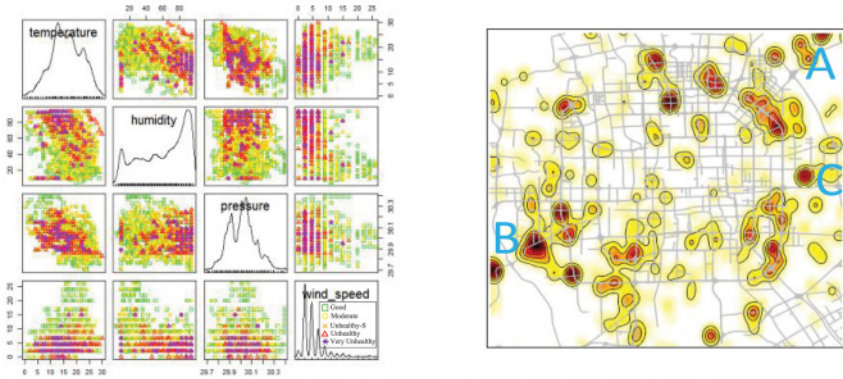 20 40 60 80
0 5 10 15 20 25
temperature
0 5 10 15 20 25 30
20 40 60 80
humidity
pressure
29.7 29.9 30.1 30.3
0 5 10 15 20 25
wind_speed
Good
Moderate
Unhealthy-S
Unhealthy
Very Unhealthy
0 5 10 15 20 25 30
29.7 29.9 30.1 30.3
A
C
B